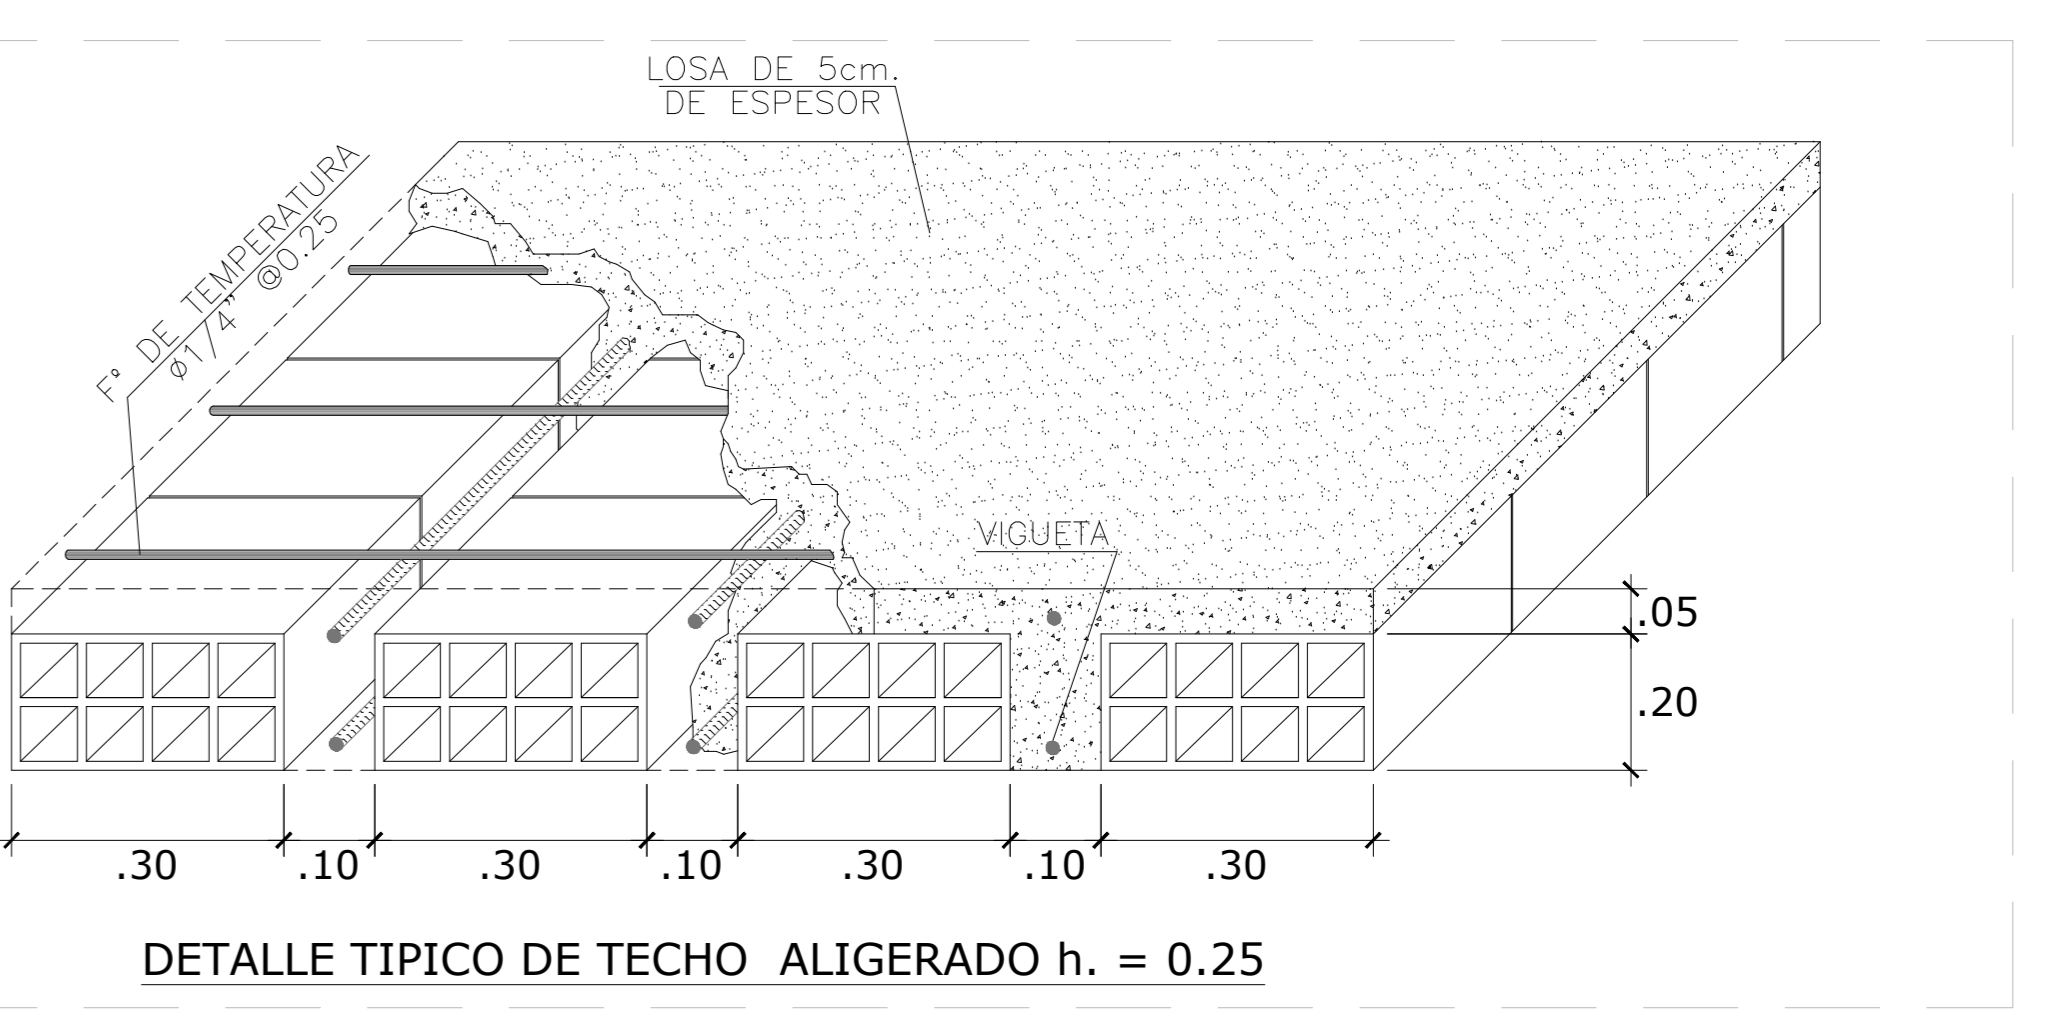 LOSA DE 5cm.
DE ESPESOR
F° DE TEMPERATURA
ø1/4" @0.25
VIGUETA
.05
.20
.30
.10
.30
.10
.30
.10
.30
DETALLE TIPICO DE TECHO ALIGERADO h. = 0.25